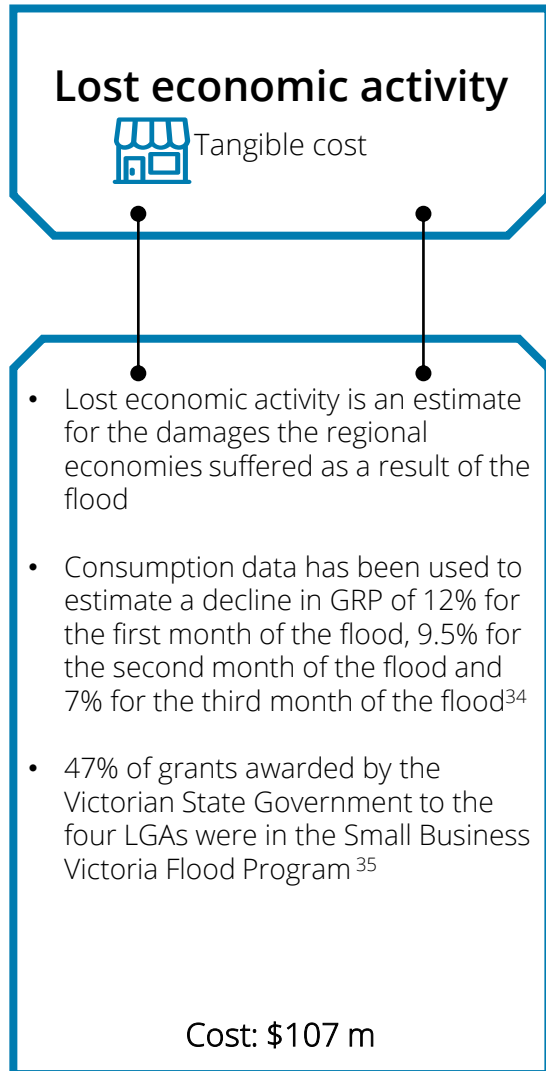 Lost economic activity
Tangible cost
• Lost economic activity is an estimate
for the damages the regional
economies suffered as a result of the
flood
• Consumption data has been used to
estimate a decline in GRP of 12% for
the first month of the flood, 9.5% for
the second month of the flood and
7% for the third month of the flood³⁴
• 47% of grants awarded by the
Victorian State Government to the
four LGAs were in the Small Business
Victoria Flood Program ³⁵
Cost: $107 m